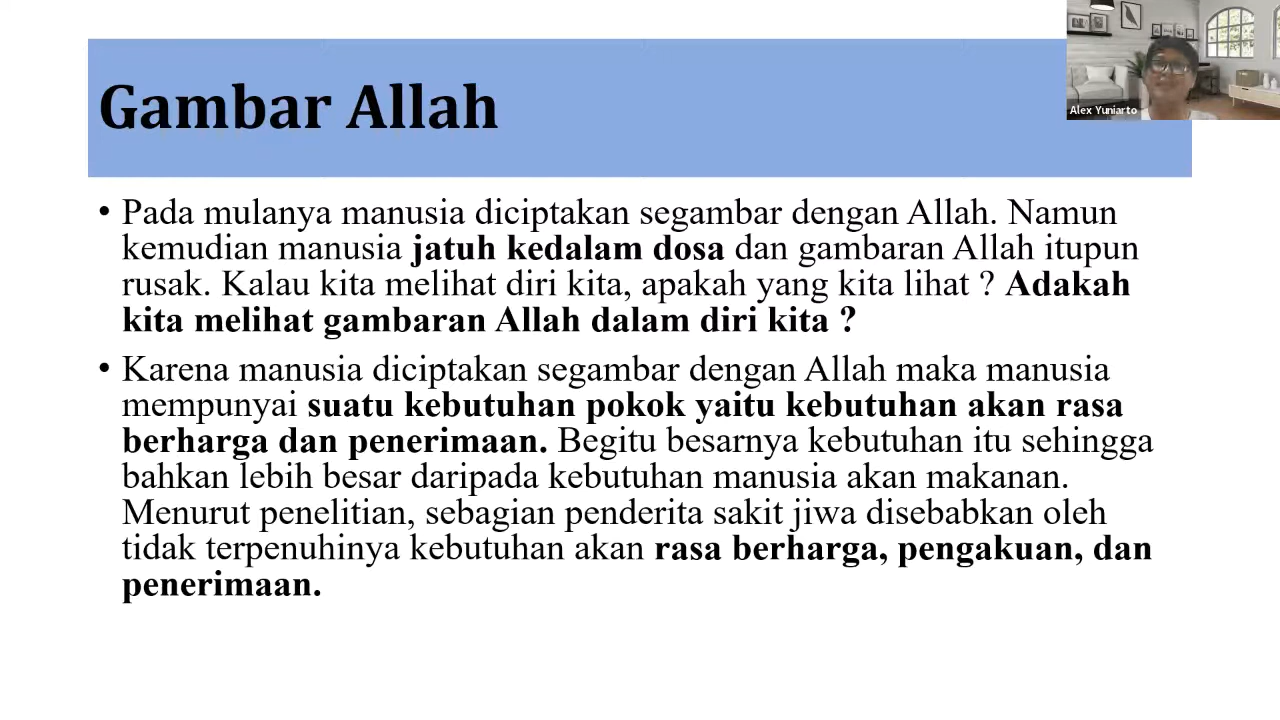 Gambar Allah
Alex Yuniarto
• Pada mulanya manusia diciptakan segambar dengan Allah. Namun
kemudian manusia jatuh kedalam dosa dan gambaran Allah itupun
rusak. Kalau kita melihat diri kita, apakah yang kita lihat ? Adakah
kita melihat gambaran Allah dalam diri kita ?
• Karena manusia diciptakan segambar dengan Allah maka manusia
mempunyai suatu kebutuhan pokok yaitu kebutuhan akan rasa
berharga dan penerimaan. Begitu besarnya kebutuhan itu sehingga
bahkan lebih besar daripada kebutuhan manusia akan makanan.
Menurut penelitian, sebagian penderita sakit jiwa disebabkan oleh
tidak terpenuhinya kebutuhan akan rasa berharga, pengakuan, dan
penerimaan.